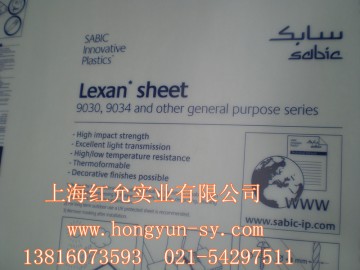 SABIC
Innovative
Plastics*
سابك
sabic
Lexan* sheet
9030, 9034 and other general purpose series
- High impact strength
- Excellent light transmission
- High/low temperature resistance
- Thermoformable
- Decorative finishes possible
www
www.sabic-ip.com
上海红允实业有限公司
www.hongyun-sy.com
13816073593 021-54297511
mm